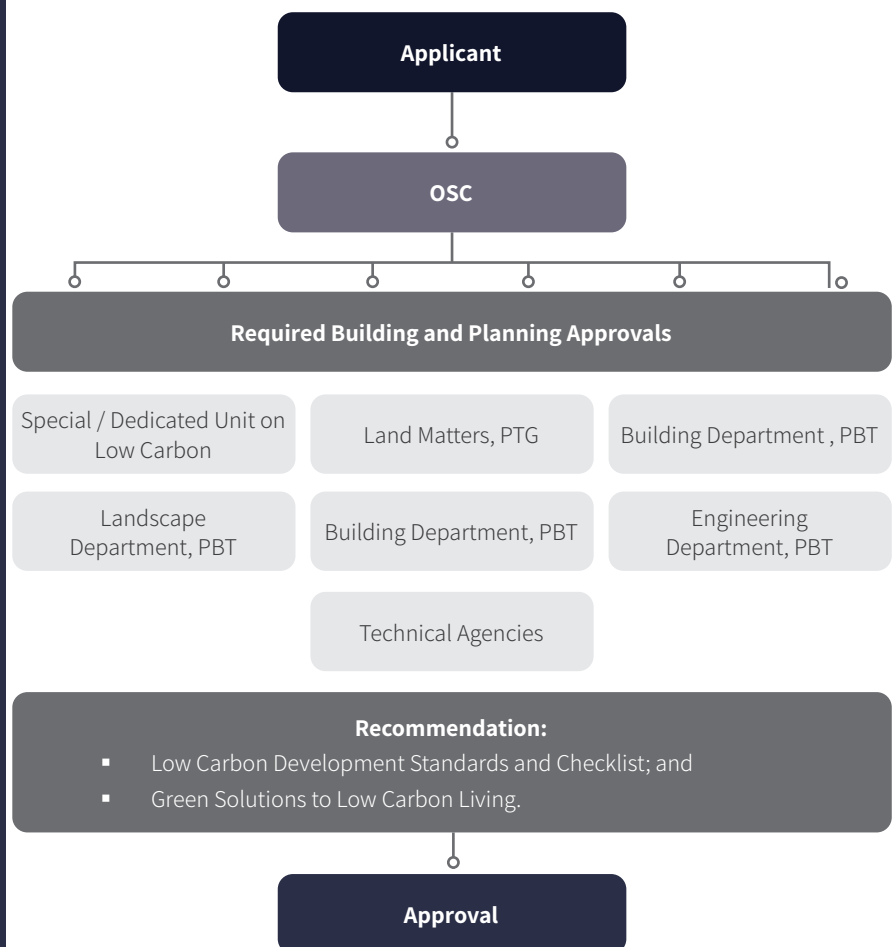 Applicant
OSC
Required Building and Planning Approvals
Special / Dedicated Unit on
Low Carbon
Land Matters, PTG
Building Department , PBT
Landscape
Department, PBT
Building Department, PBT
Engineering
Department, PBT
Technical Agencies
Recommendation:
▪ Low Carbon Development Standards and Checklist; and
▪ Green Solutions to Low Carbon Living.
Approval